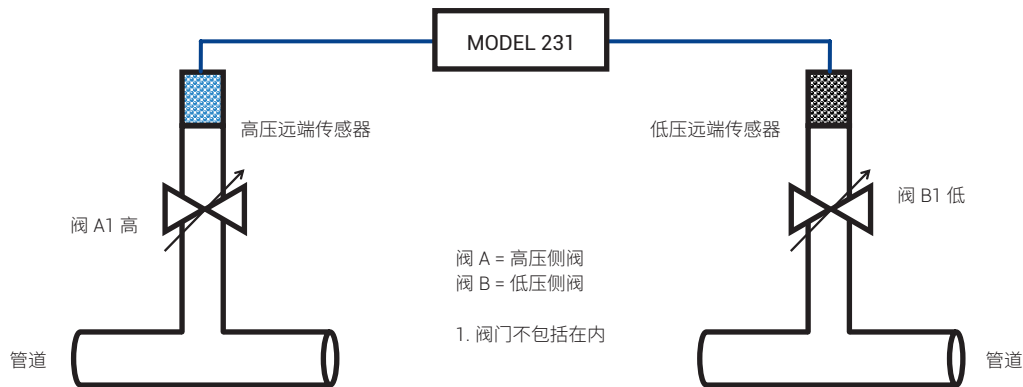 MODEL 231
高压远端传感器
低压远端传感器
阀 A1 高
阀 B1 低
阀 A = 高压侧阀
阀 B = 低压侧阀
1. 阀门不包括在内
管道
管道